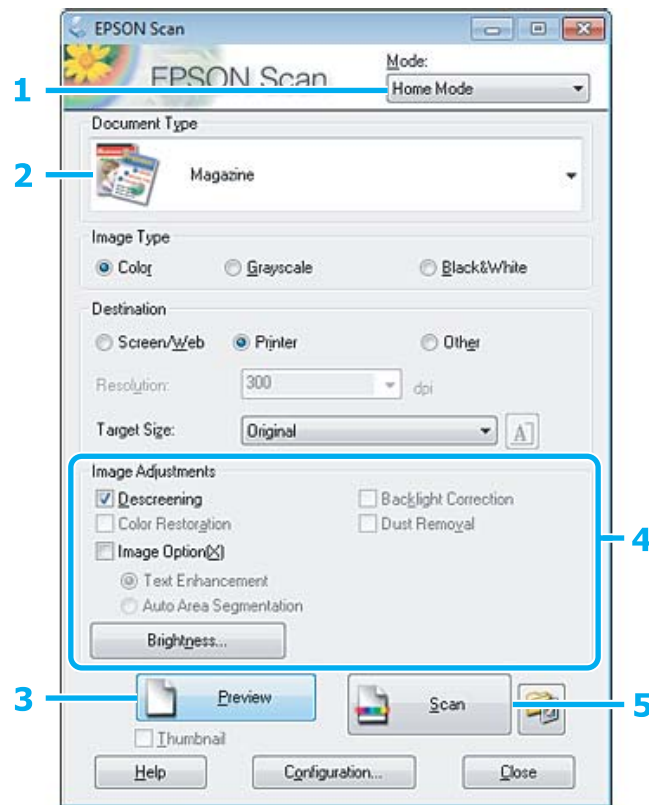 EPSON Scan
EPSON Scan
Mode:
1
Home Mode
Document Type
2
Magazine
Image Type
Color Grayscale Black&White
Destination
Screen/Web Printer Other
Resolution: 300 dpi
Target Size: Original A
Image Adjustments
Descreening Backlight Correction
Color Restoration Dust Removal
4
Image Option(X)
Text Enhancement
Auto Area Segmentation
Brightness...
3 Preview Scan 5
Thumbnail
Help Configuration... Close